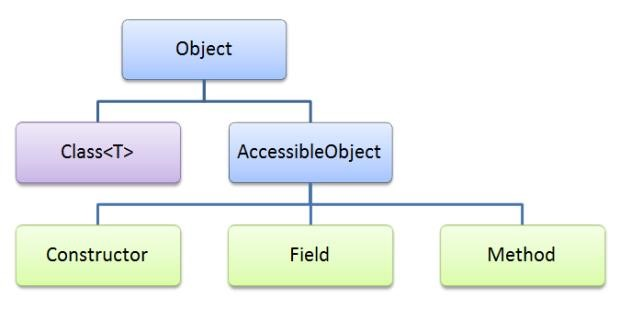 Object
Class<T>
AccessibleObject
Constructor
Field
Method